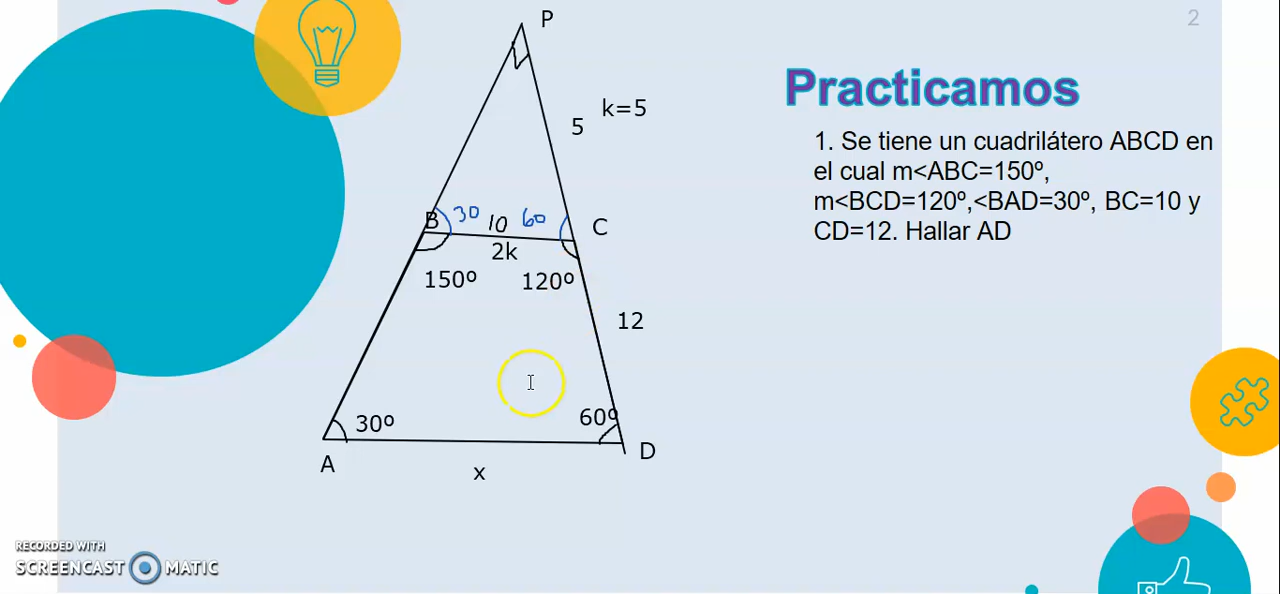 2
P
Practicamos
k=5
5
1. Se tiene un cuadrilátero ABCD en
el cual m<ABC=150º,
m<BCD=120º,<BAD=30º, BC=10 y
CD=12. Hallar AD
B 30 10 60 C
2k
150º 120º
12
30º 60º
A x D
RECORDED WITH
SCREENCAST MATIC